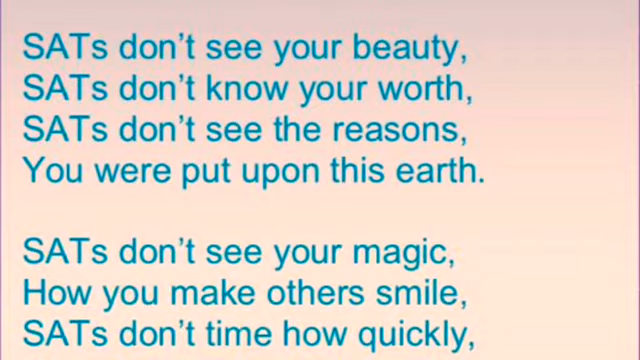 SATs don't see your beauty,
SATs don't know your worth,
SATs don't see the reasons,
You were put upon this earth.
SATs don't see your magic,
How you make others smile,
SATs don't time how quickly,